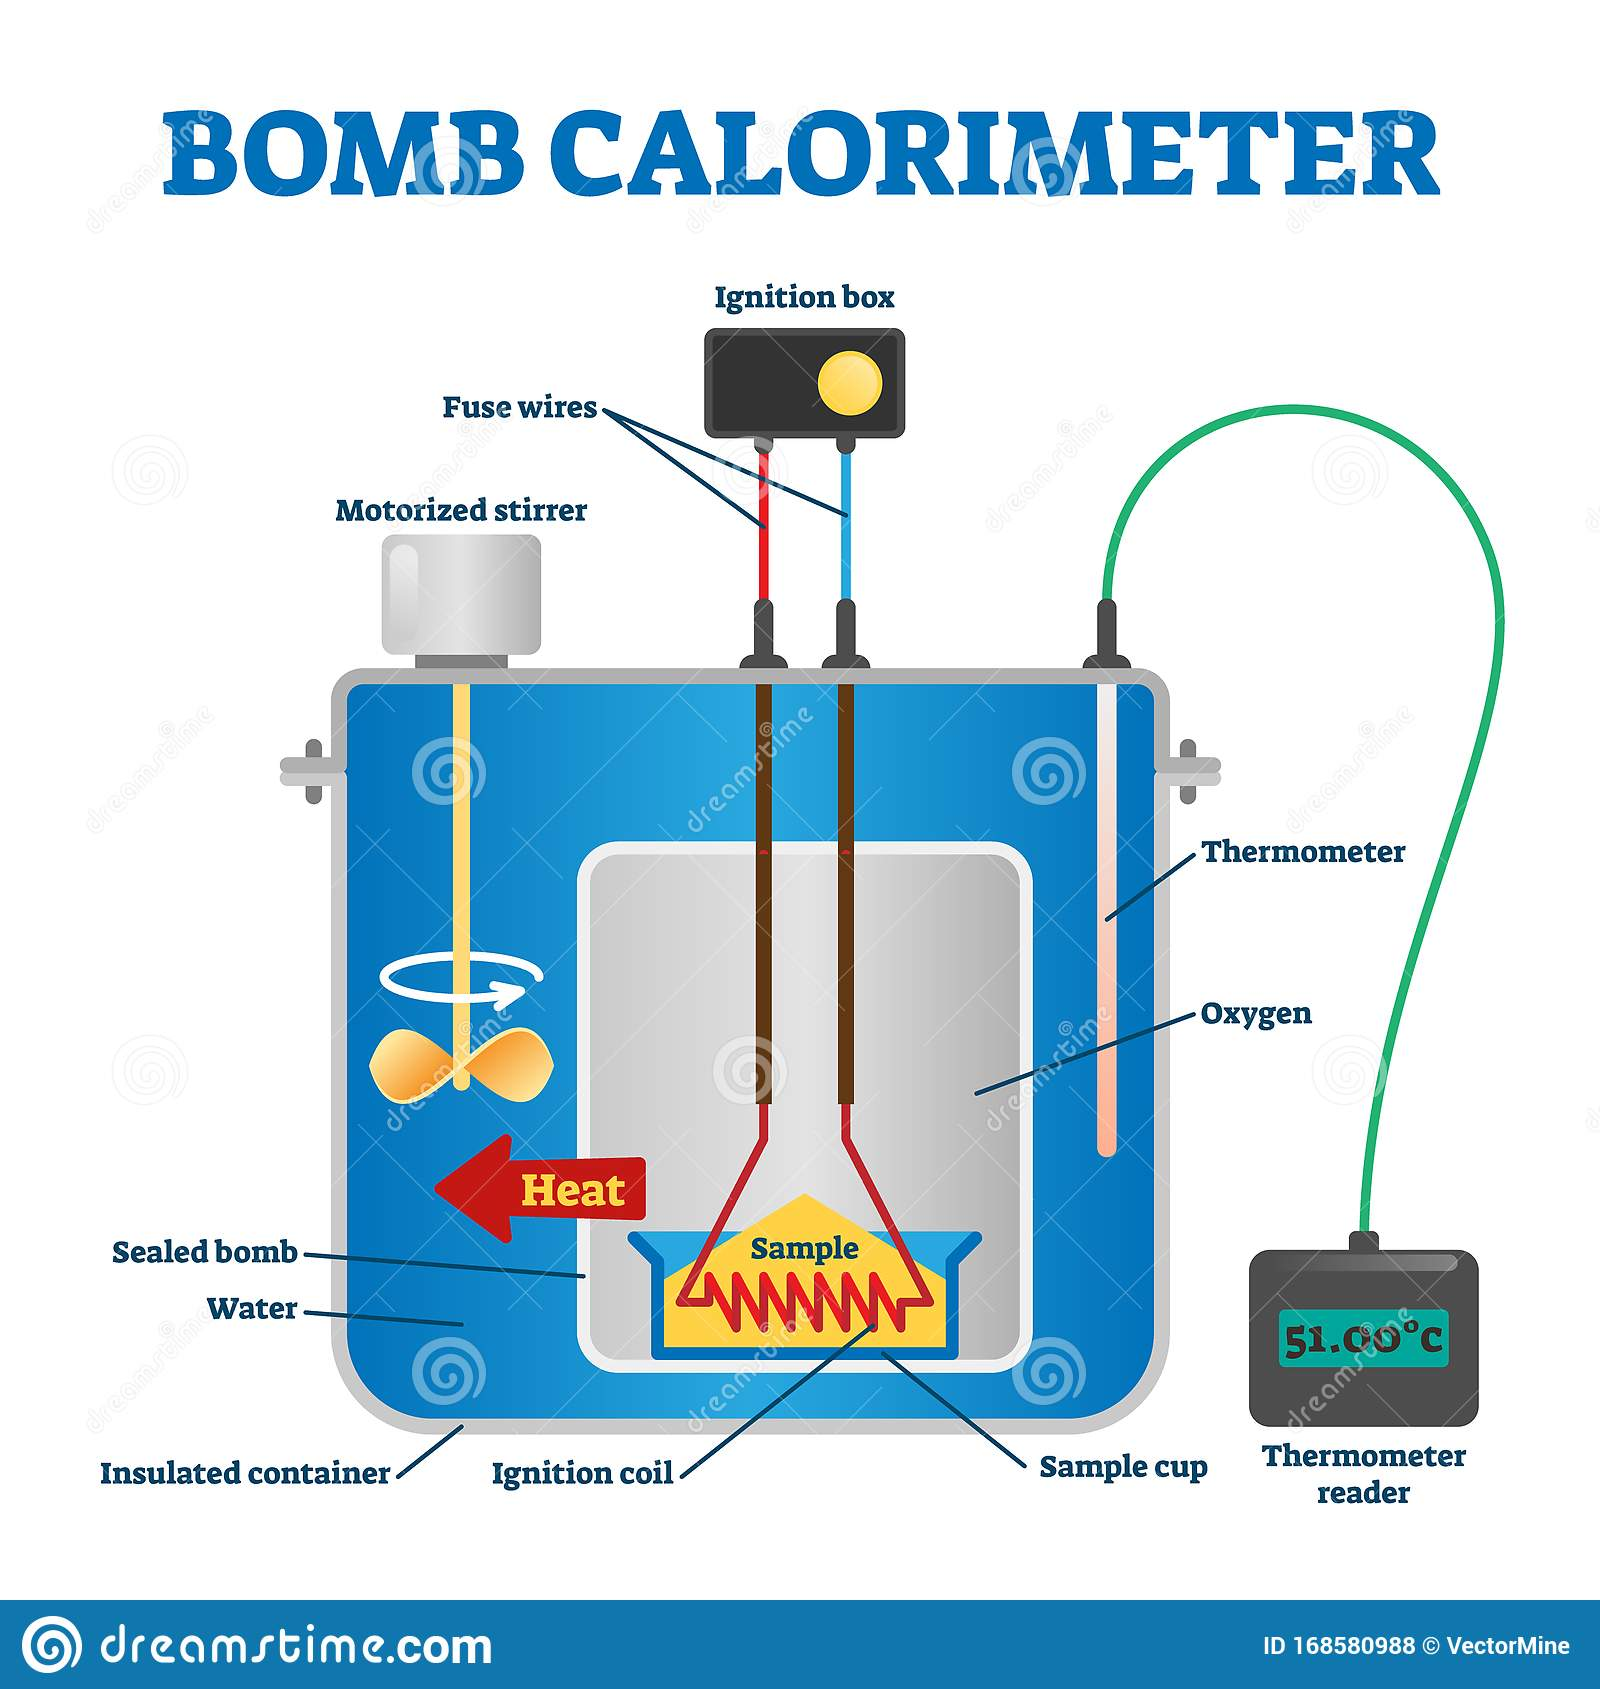 BOMB CALORIMETER
Ignition box
Fuse wires
Motorized stirrer
Thermometer
Oxygen
Heat
Sample
Sealed bomb
Water
51.00°C
Insulated container
Ignition coil
Sample cup
Thermometer
reader
dreamstime.com
ID 168580988 © VectorMine